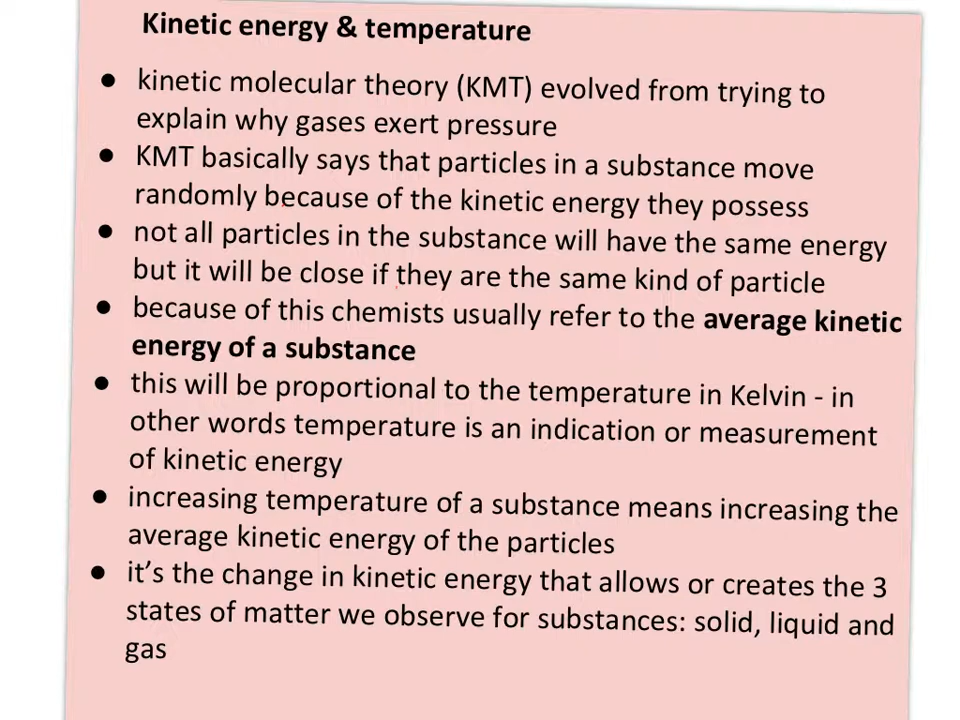 Kinetic energy & temperature
● kinetic molecular theory (KMT) evolved from trying to
explain why gases exert pressure
● KMT basically says that particles in a substance move
randomly because of the kinetic energy they possess
● not all particles in the substance will have the same energy
but it will be close if they are the same kind of particle
● because of this chemists usually refer to the average kinetic
energy of a substance
● this will be proportional to the temperature in Kelvin - in
other words temperature is an indication or measurement
of kinetic energy
● increasing temperature of a substance means increasing the
average kinetic energy of the particles
● it’s the change in kinetic energy that allows or creates the 3
states of matter we observe for substances: solid, liquid and
gas